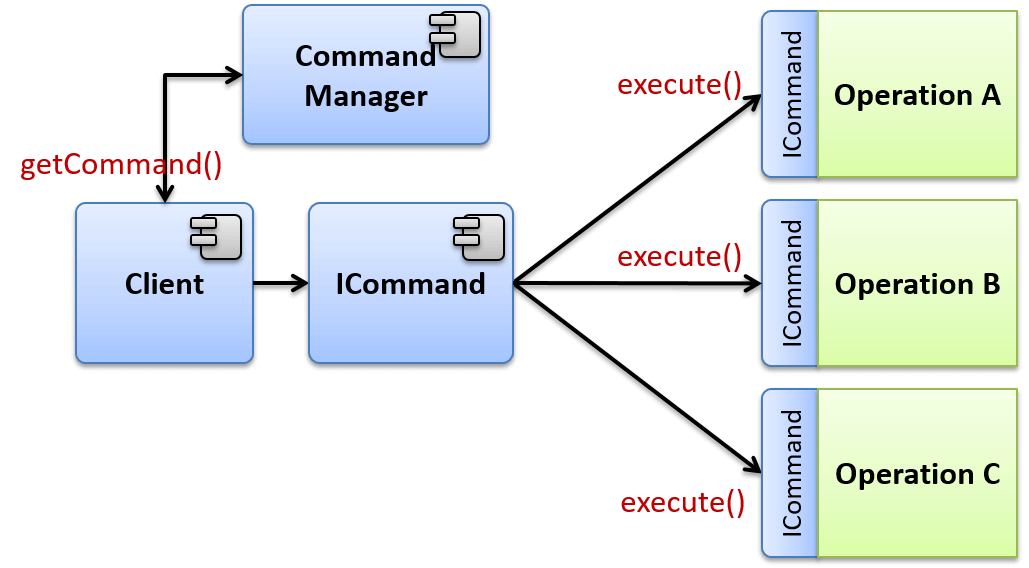 Command
Manager
getCommand()
Client
ICommand
execute()
ICommand
Operation A
execute()
ICommand
Operation B
execute()
ICommand
Operation C